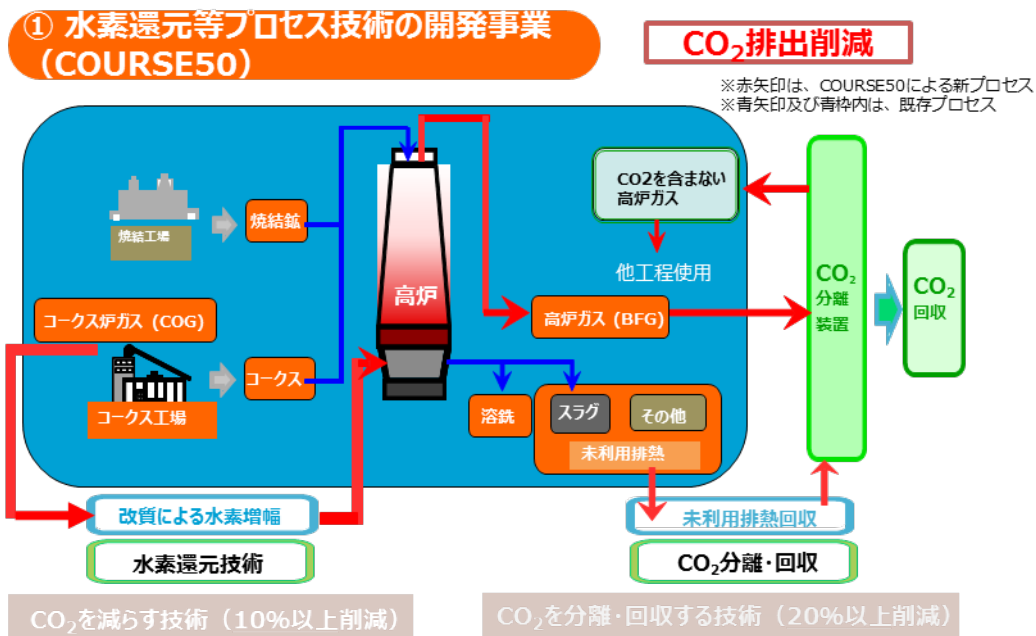 ① 水素還元等プロセス技術の開発事業
（COURSE50）
CO₂排出削減
※赤矢印は、COURSE50による新プロセス
※青矢印及び青枠内は、既存プロセス
焼結工場
焼結鉱
高炉
CO2を含まない
高炉ガス
他工程使用
CO₂
分離
装置
CO₂
回収
コークス炉ガス (COG)
高炉ガス (BFG)
コークス
コークス工場
溶銑
スラグ
その他
未利用排熱
改質による水素増幅
未利用排熱回収
水素還元技術
CO₂分離・回収
CO₂を減らす技術（10%以上削減）
CO₂を分離・回収する技術（20%以上削減）